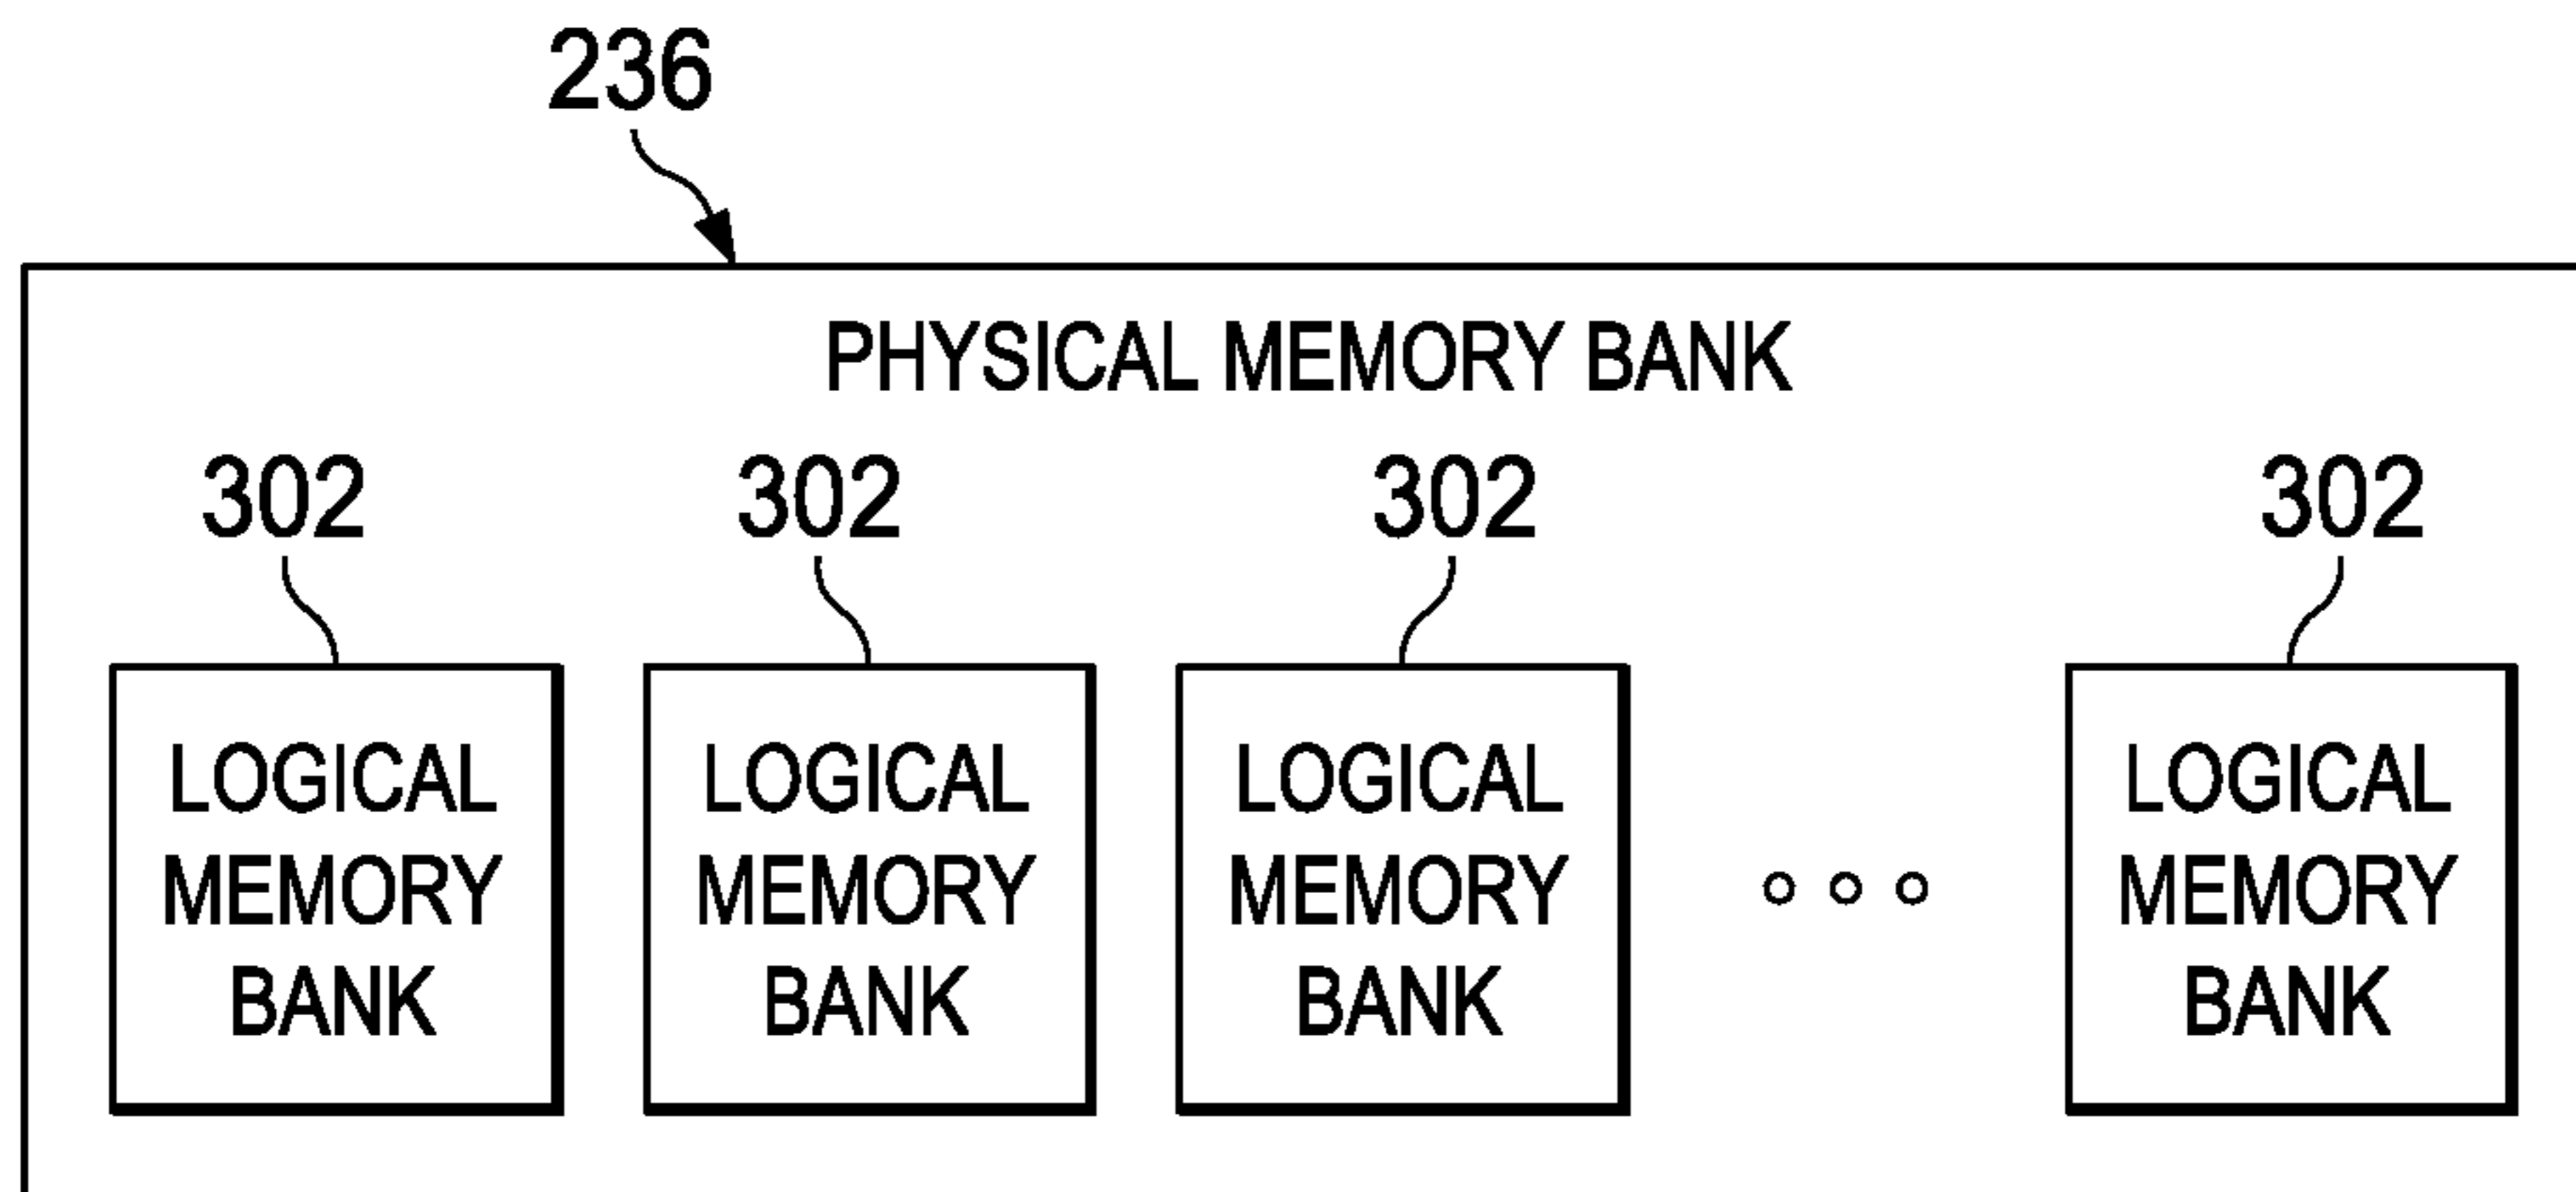 236
PHYSICAL MEMORY BANK
302 302 302 302
LOGICAL LOGICAL LOGICAL LOGICAL
MEMORY MEMORY MEMORY MEMORY
BANK BANK BANK BANK